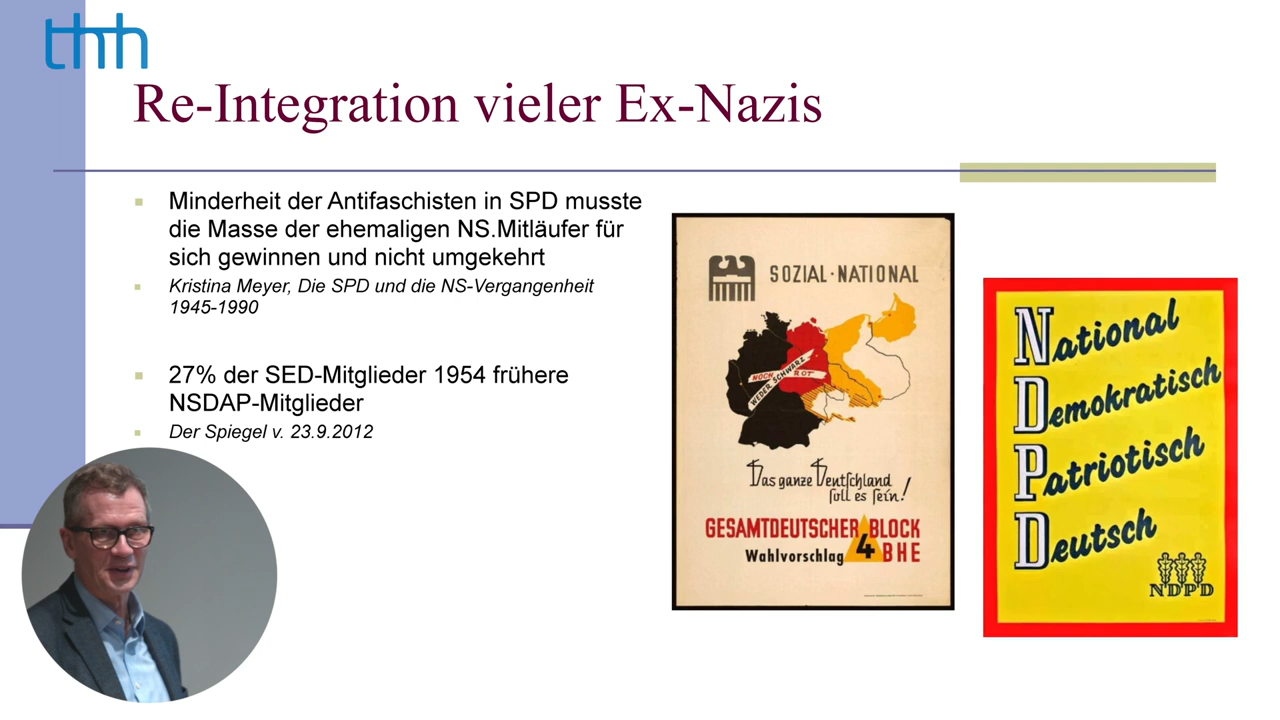 thh
Re-Integration vieler Ex-Nazis
Minderheit der Antifaschisten in SPD musste
die Masse der ehemaligen NS.Mitläufer für
sich gewinnen und nicht umgekehrt
Kristina Meyer, Die SPD und die NS-Vergangenheit
1945-1990
27% der SED-Mitglieder 1954 frühere
NSDAP-Mitglieder
Der Spiegel v. 23.9.2012
SOZIAL·NATIONAL
WEDER SCHWARZ
NOCH ROT
Das ganze Deutschland
soll es sein!
GESAMTDEUTSCHER BLOCK
Wahlvorschlag 4 BHE
National
Demokratisch
Patriotisch
Deutsch
NDPD